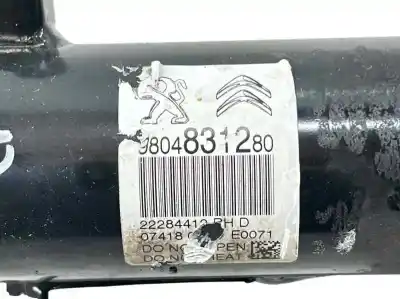 9804831280
22284412 RH D
07418 E0071
DO NOT OPEN
DO NOT HEAT